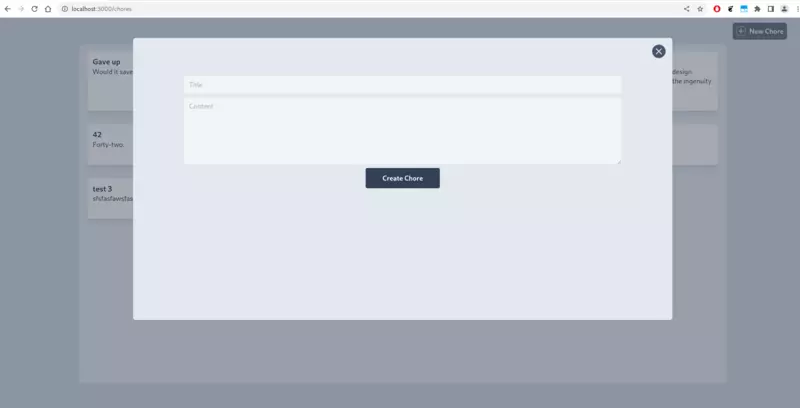 localhost:3000/chores
New Chore
Gave up
Would it save
design
the ingenuity
42
Forty-two.
test 3
Title
Content
Create Chore